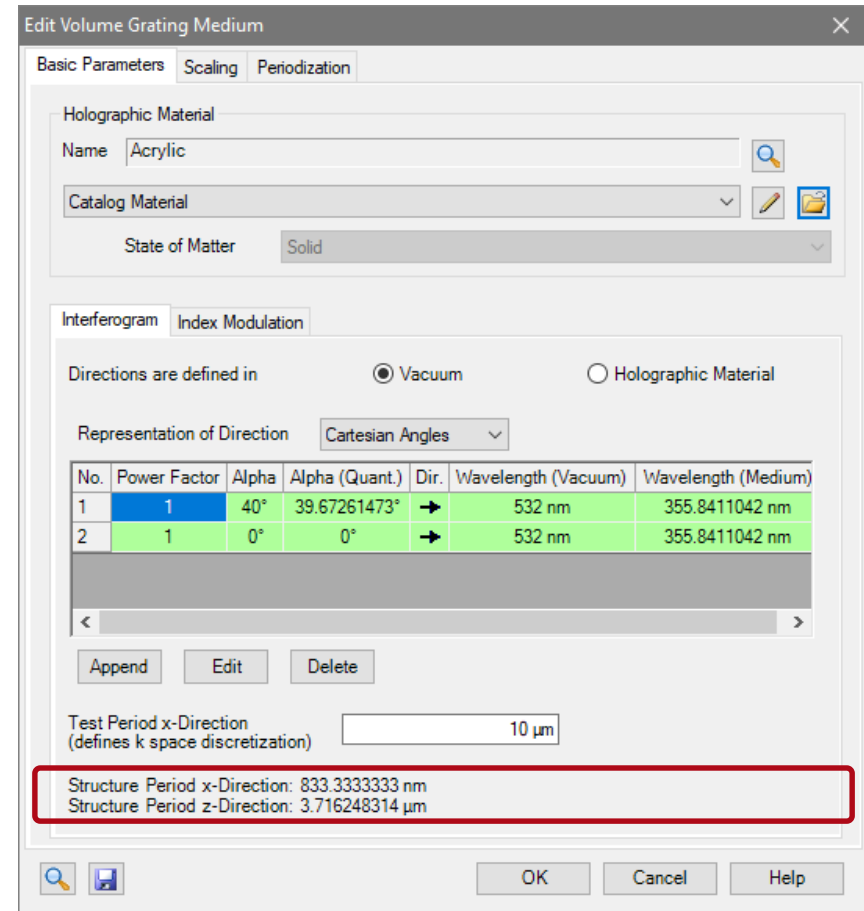 Edit Volume Grating Medium
Basic Parameters Scaling Periodization
Holographic Material
Name Acrylic
Catalog Material
State of Matter Solid
Interferogram Index Modulation
Directions are defined in Vacuum Holographic Material
Representation of Direction Cartesian Angles
No. Power Factor Alpha Alpha (Quant.) Dir. Wavelength (Vacuum) Wavelength (Medium)
1 1 40° 39.67261473° 532 nm 355.8411042 nm
2 1 0° 0° 532 nm 355.8411042 nm
Append Edit Delete
Test Period x-Direction
(defines k space discretization) 10 µm
Structure Period x-Direction: 833.3333333 nm
Structure Period z-Direction: 3.716248314 µm
OK Cancel Help